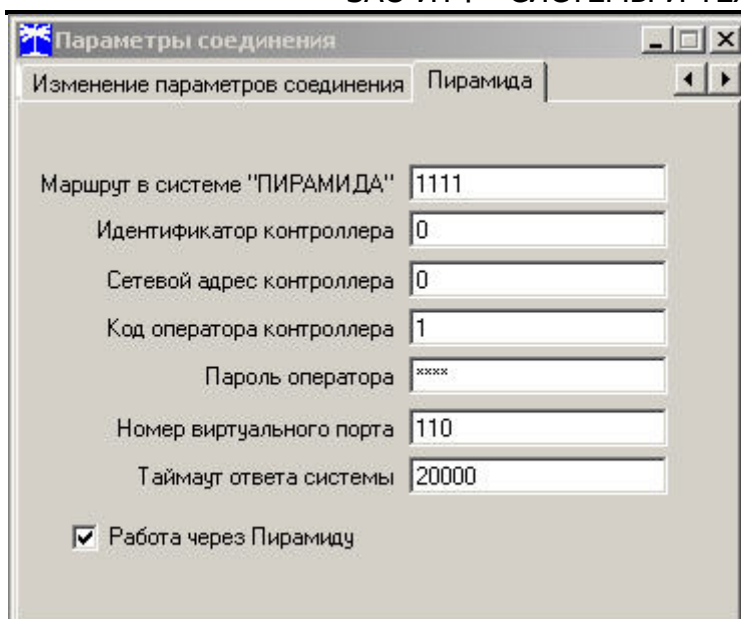 Параметры соединения
Изменение параметров соединения Пирамида
Маршрут в системе "ПИРАМИДА" 1111
Идентификатор контроллера 0
Сетевой адрес контроллера 0
Код оператора контроллера 1
Пароль оператора ****
Номер виртуального порта 110
Таймаут ответа системы 20000
Работа через Пирамиду